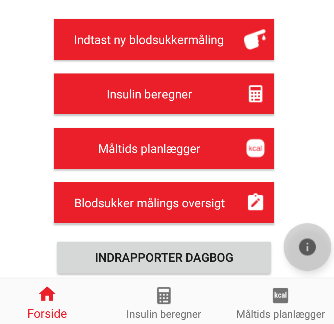 Indtast ny blodsukkermåling
Insulin beregner
Måltids planlægger
kcal
Blodsukker målings oversigt
INDRAPPORTER DAGBOG
Forside
Insulin beregner
kcal
Måltids planlægger